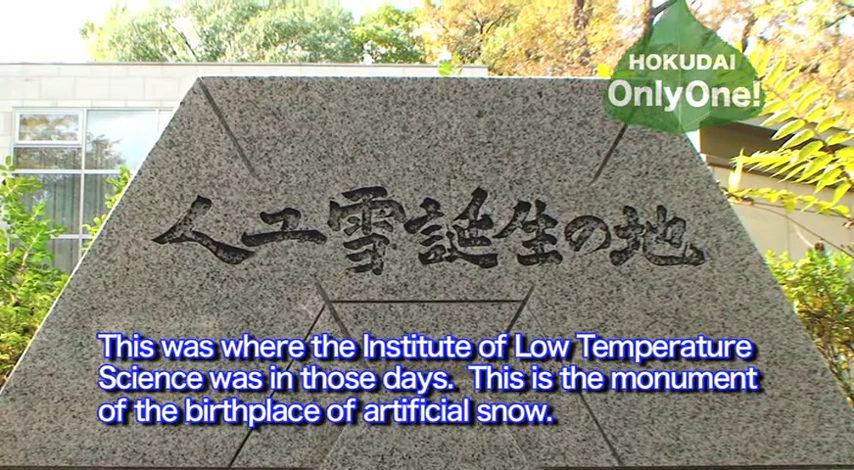 HOKUDAI
OnlyOne!
人工雪誕生の地
This was where the Institute of Low Temperature
Science was in those days.  This is the monument
of the birthplace of artificial snow.